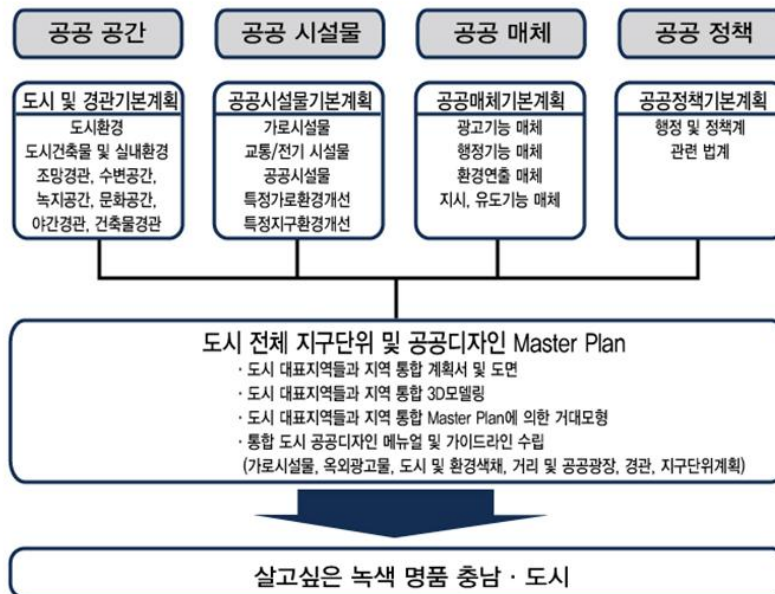 공공 공간
공공 시설물
공공 매체
공공 정책
도시 및 경관기본계획
도시환경
도시건축물 및 실내환경
조망경관, 수변공간,
녹지공간, 문화공간,
야간경관, 건축물경관
공공시설물기본계획
가로시설물
교통/전기 시설물
공공시설물
특정가로환경개선
특정지구환경개선
공공매체기본계획
광고기능 매체
행정기능 매체
환경연출 매체
지시, 유도기능 매체
공공정책기본계획
행정 및 정책계
관련 법계
도시 전체 지구단위 및 공공디자인 Master Plan
· 도시 대표지역들과 지역 통합 계획서 및 도면
· 도시 대표지역들과 지역 통합 3D모델링
· 도시 대표지역들과 지역 통합 Master Plan에 의한 거대모형
· 통합 도시 공공디자인 메뉴얼 및 가이드라인 수립
(가로시설물, 옥외광고물, 도시 및 환경색채, 거리 및 공공광장, 경관, 지구단위계획)
살고싶은 녹색 명품 충남 · 도시